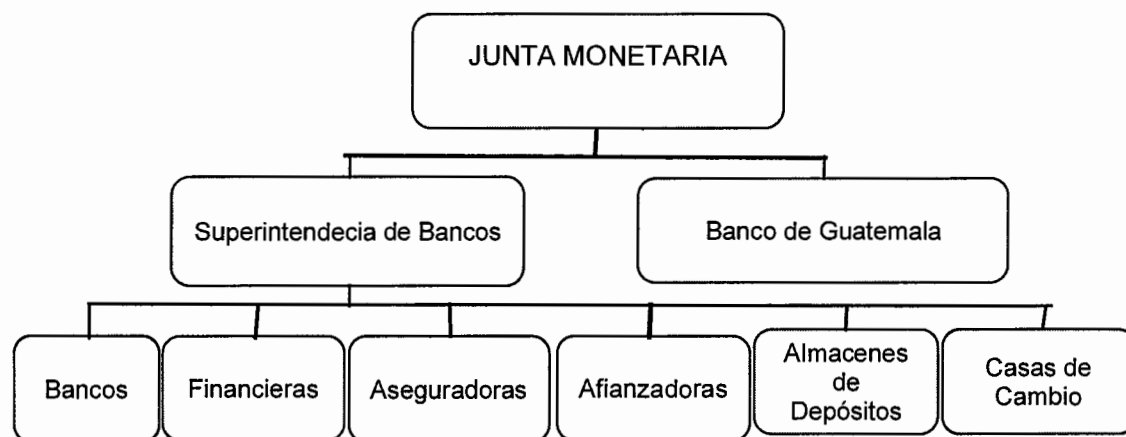 JUNTA MONETARIA
Superintendecia de Bancos
Banco de Guatemala
Bancos
Financieras
Aseguradoras
Afianzadoras
Almacenes
de
Depósitos
Casas de
Cambio